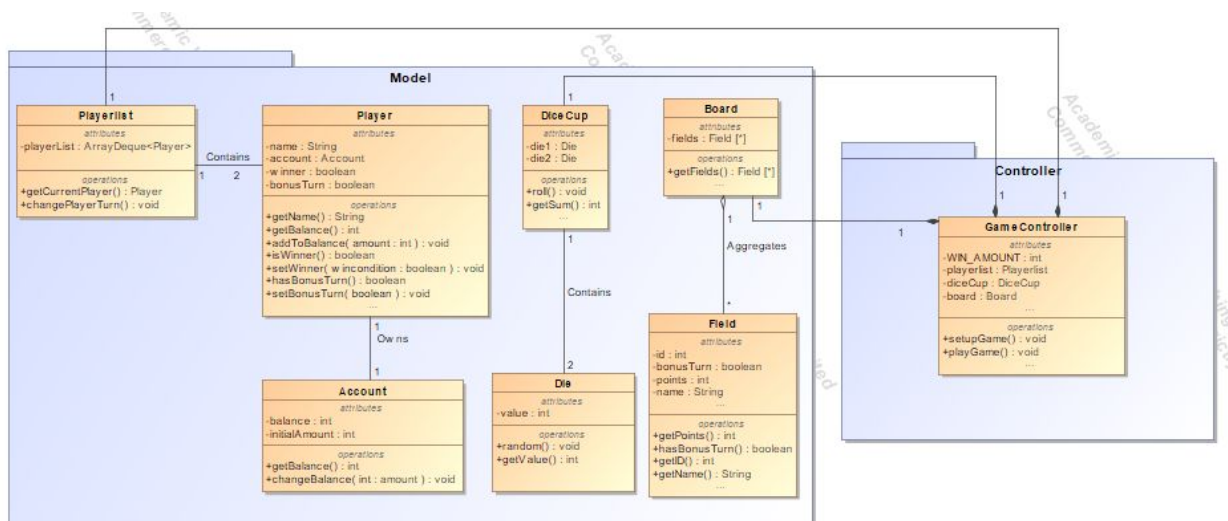 Model
Playerlist
attributes
-playerList : ArrayDeque<Player>
operations
+getCurrentPlayer() : Player
+changePlayerTurn() : void
1
Contains
1
2
Player
attributes
-name : String
-account : Account
-winner : boolean
-bonusTurn : boolean
operations
+getName() : String
+getBalance() : int
+addToBalance( amount : int ) : void
+isWinner() : boolean
+setWinner( wincondition : boolean ) : void
+hasBonusTurn() : boolean
+setBonusTurn( boolean ) : void
...
1
Owns
1
Account
attributes
-balance : int
-initialAmount : int
operations
+getBalance() : int
+changeBalance( int : amount ) : void
1
DiceCup
attributes
-die1 : Die
-die2 : Die
operations
+roll() : void
+getSum() : int
...
1
Contains
2
Die
attributes
-value : int
operations
+random() : void
+getValue() : int
Board
attributes
-fields : Field [*]
operations
+getFields() : Field [*]
...
1
1
Aggregates
*
Field
attributes
-id : int
-bonusTurn : boolean
-points : int
-name : String
...
operations
+getPoints() : int
+hasBonusTurn() : boolean
+getID() : int
+getName() : String
...
Controller
1
1
1
GameController
attributes
-WIN_AMOUNT : int
-playerlist : Playerlist
-diceCup : DiceCup
-board : Board
...
operations
+setupGame() : void
+playGame() : void
...